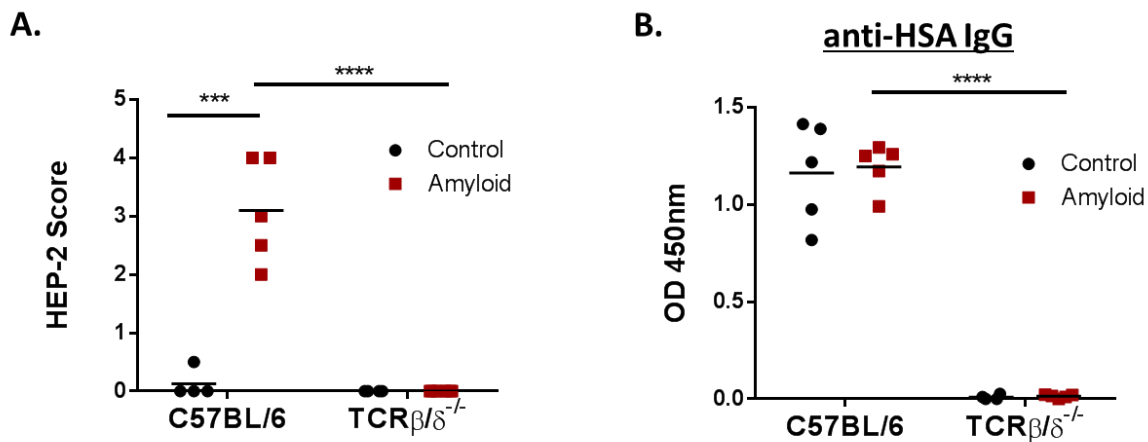 A.
***
****
HEP-2 Score
5
4
3
2
1
0
Control
Amyloid
C57BL/6
TCRβ/δ-/-
B.
anti-HSA IgG
****
OD 450nm
1.5
1.0
0.5
0.0
Control
Amyloid
C57BL/6
TCRβ/δ-/-